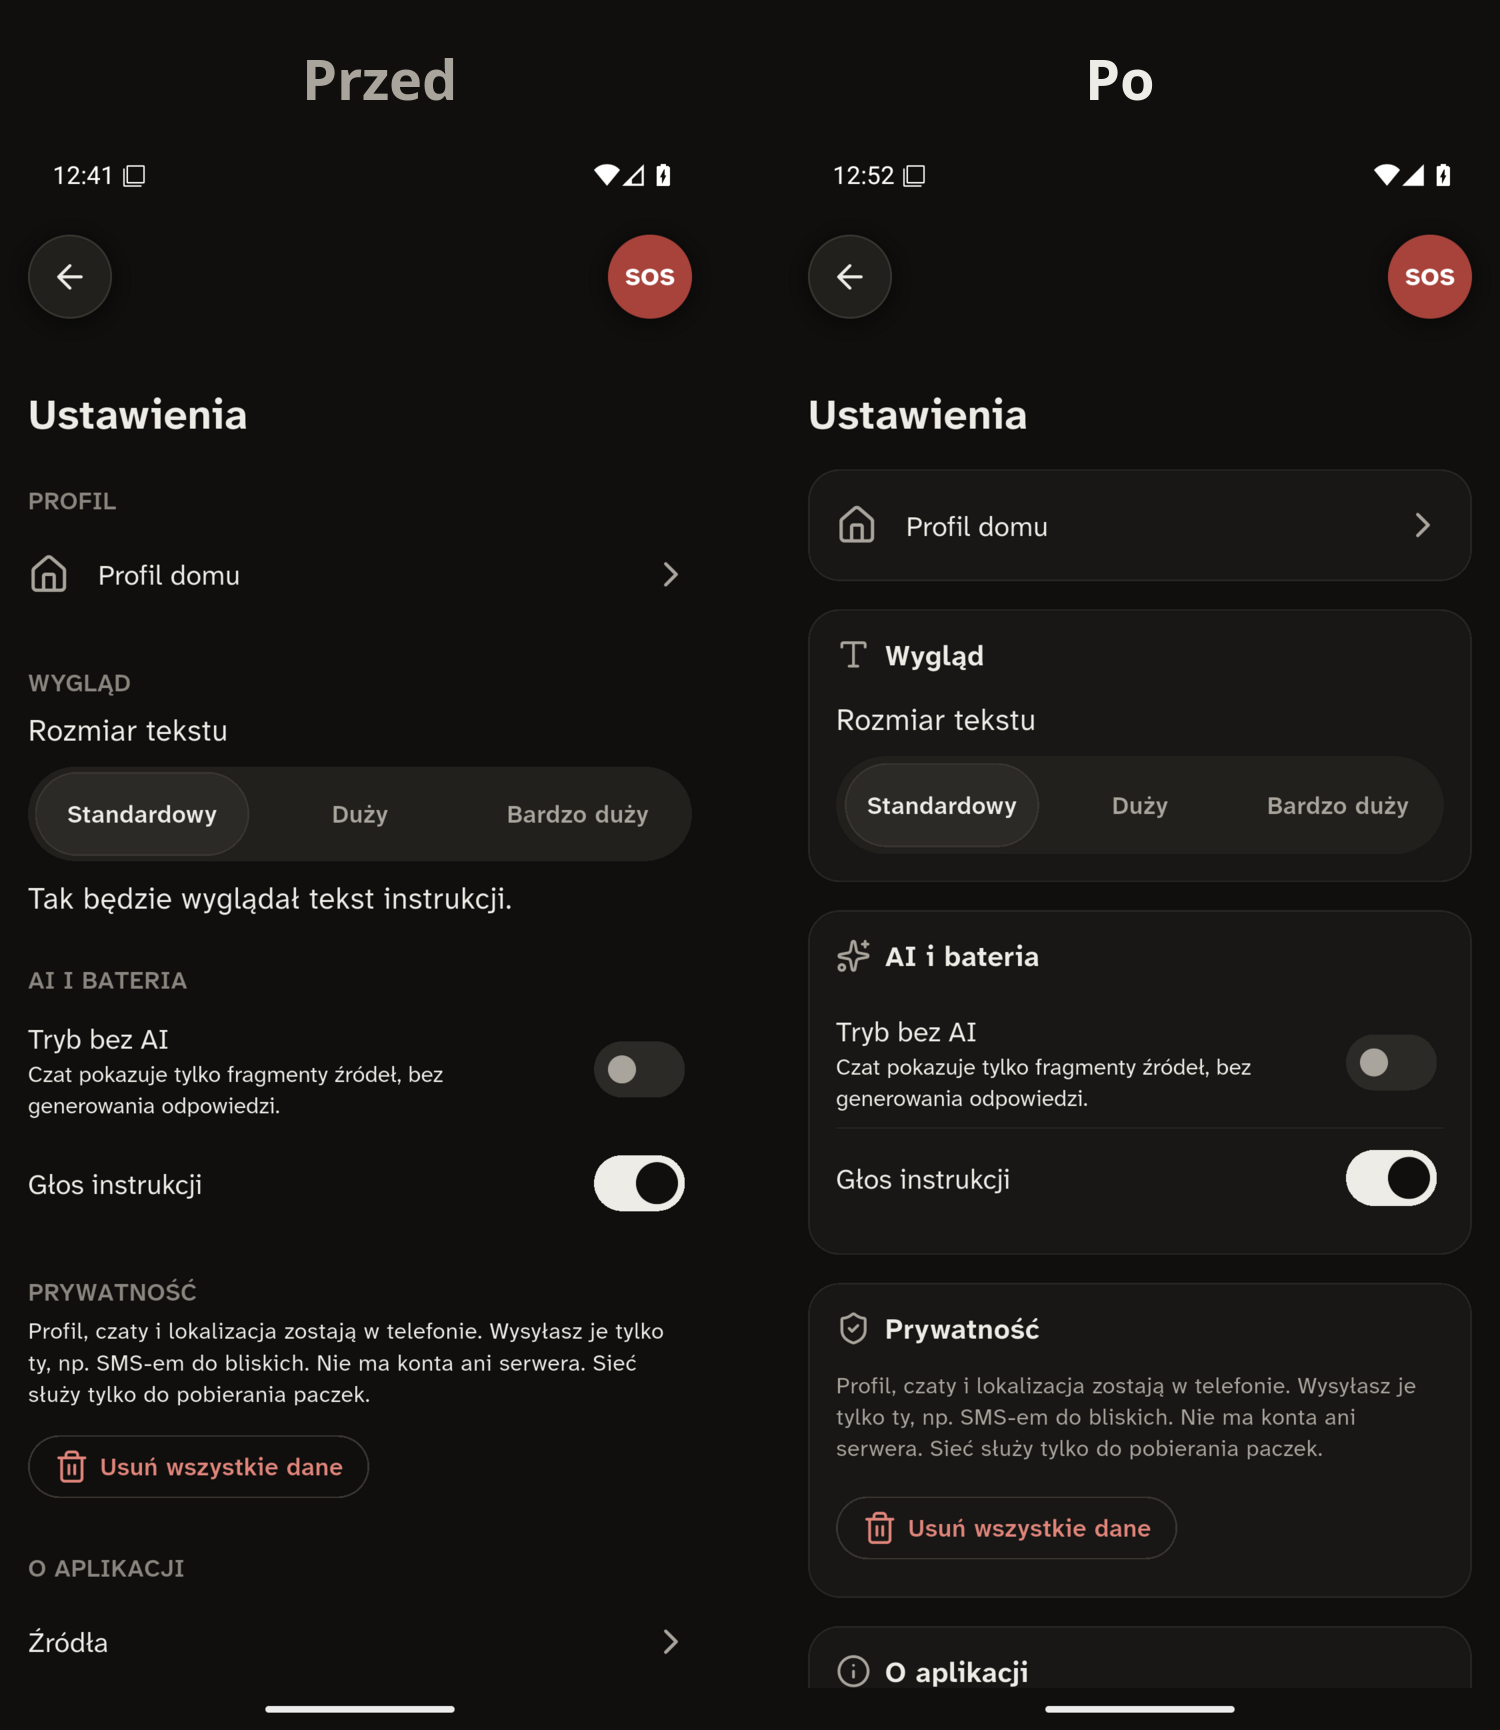 Przed
12:41
SOS
Ustawienia
PROFIL
Profil domu
WYGLĄD
Rozmiar tekstu
Standardowy Duży Bardzo duży
Tak będzie wyglądał tekst instrukcji.
AI I BATERIA
Tryb bez AI
Czat pokazuje tylko fragmenty źródeł, bez
generowania odpowiedzi.
Głos instrukcji
PRYWATNOŚĆ
Profil, czaty i lokalizacja zostają w telefonie. Wysyłasz je tylko
ty, np. SMS-em do bliskich. Nie ma konta ani serwera. Sieć
służy tylko do pobierania paczek.
Usuń wszystkie dane
O APLIKACJI
Źródła
Po
12:52
SOS
Ustawienia
Profil domu
Wygląd
Rozmiar tekstu
Standardowy Duży Bardzo duży
AI i bateria
Tryb bez AI
Czat pokazuje tylko fragmenty źródeł, bez
generowania odpowiedzi.
Głos instrukcji
Prywatność
Profil, czaty i lokalizacja zostają w telefonie. Wysyłasz je
tylko ty, np. SMS-em do bliskich. Nie ma konta ani
serwera. Sieć służy tylko do pobierania paczek.
Usuń wszystkie dane
O aplikacji